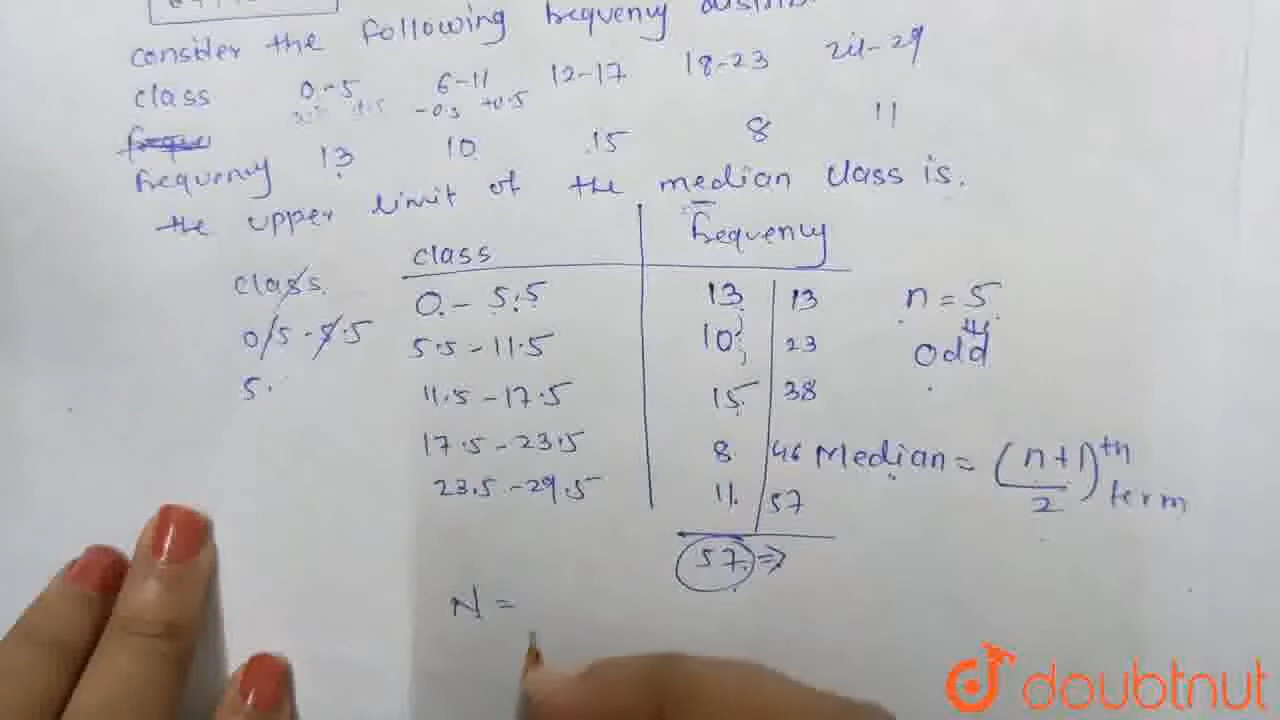 consider the following frequency
class 0-5 6-11 12-17 18-23 24-29
-0.5 +0.5
frequency 13 10 15 8 11
the upper limit of the median class is.
class frequency
class.
0 - 5.5 13 13 n = 5
0/5 - 5.5 5.5 - 11.5 10 23 odd
5. 11.5 - 17.5 15 38
17.5 - 23.5 8 46 Median = (n+1/2)th term
23.5 - 29.5 11 57
57 ⇒
N =
doubtnut